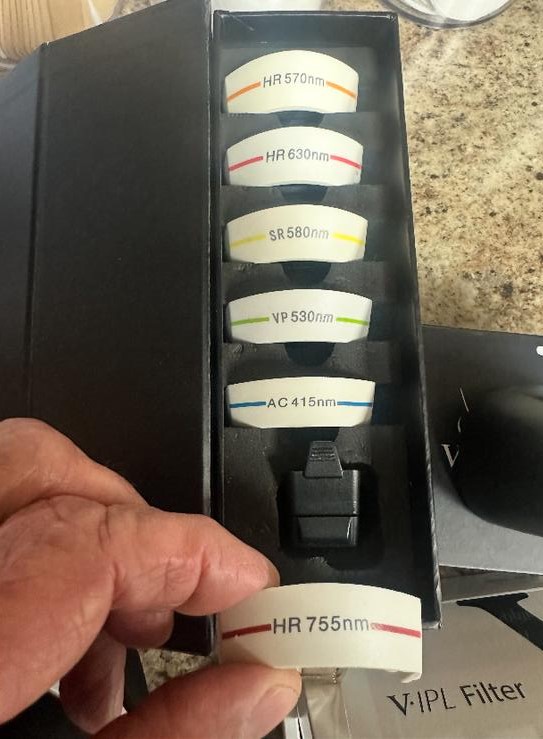 HR 570nm
HR 630nm
SR 580nm
VP 530nm
AC 415nm
HR 755nm
V·IPL Filter